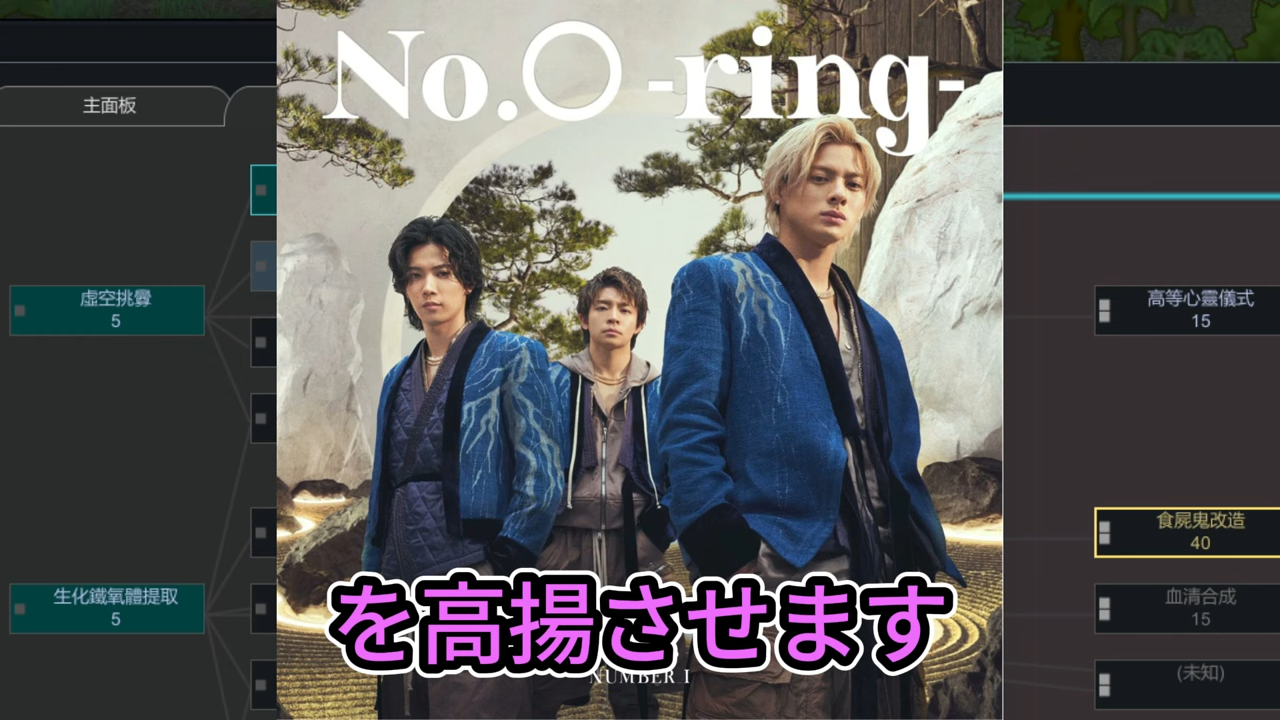 No.○ -ring-
主面板
虛空挑釁
5
高等心靈儀式
15
食屍鬼改造
40
生化鐵氧體提取
5
血清合成
15
(未知)
を高揚させます
NUMBER I